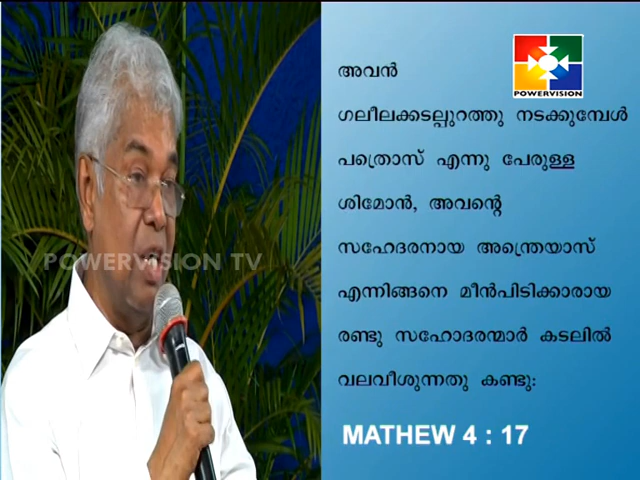 POWERVISION
അവൻ
ഗലീലക്കടല്പുറത്തു നടക്കുമ്പേൾ
പത്രൊസ് എന്നു പേരുള്ള
ശിമോൻ, അവന്റെ
സഹേദരനായ അന്ത്രെയാസ്
എന്നിങ്ങനെ മീൻപിടിക്കാരായ
രണ്ടു സഹോദരന്മാർ കടലിൽ
വലവീശുന്നതു കണ്ടു:
MATHEW 4 : 17
POWERVISION TV